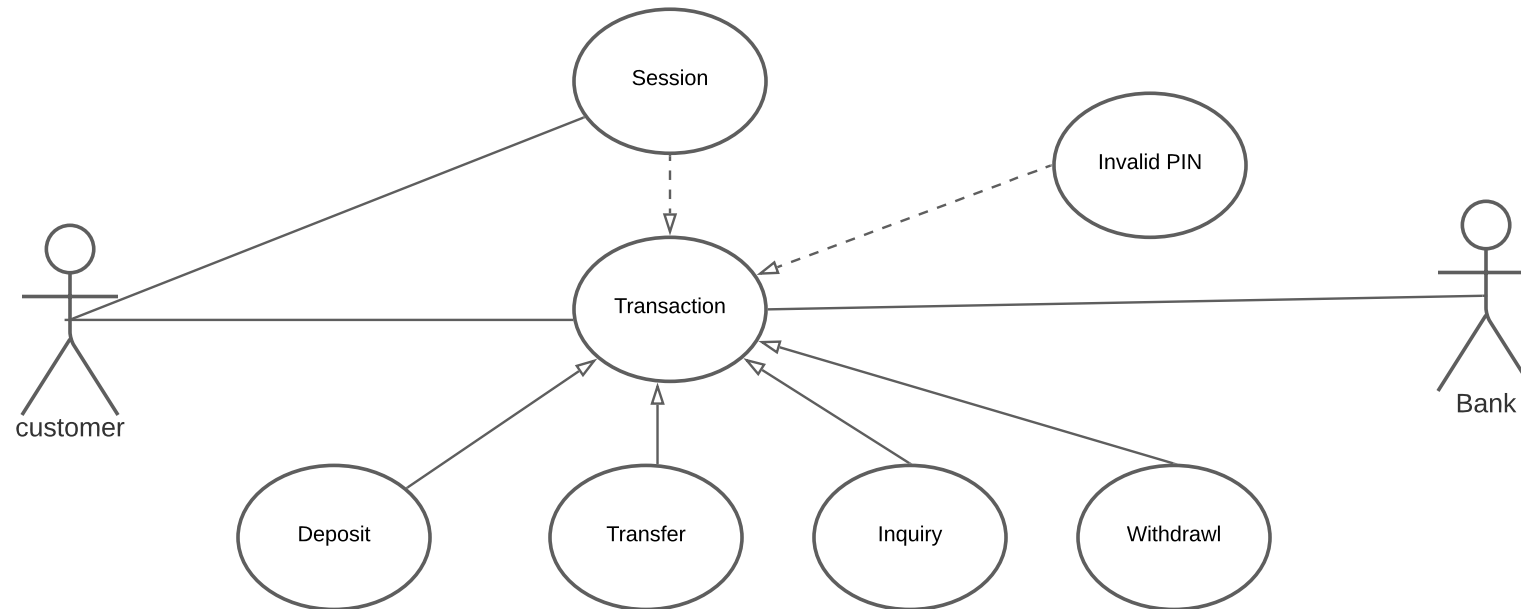 Session
Invalid PIN
Transaction
customer
Bank
Deposit
Transfer
Inquiry
Withdrawl